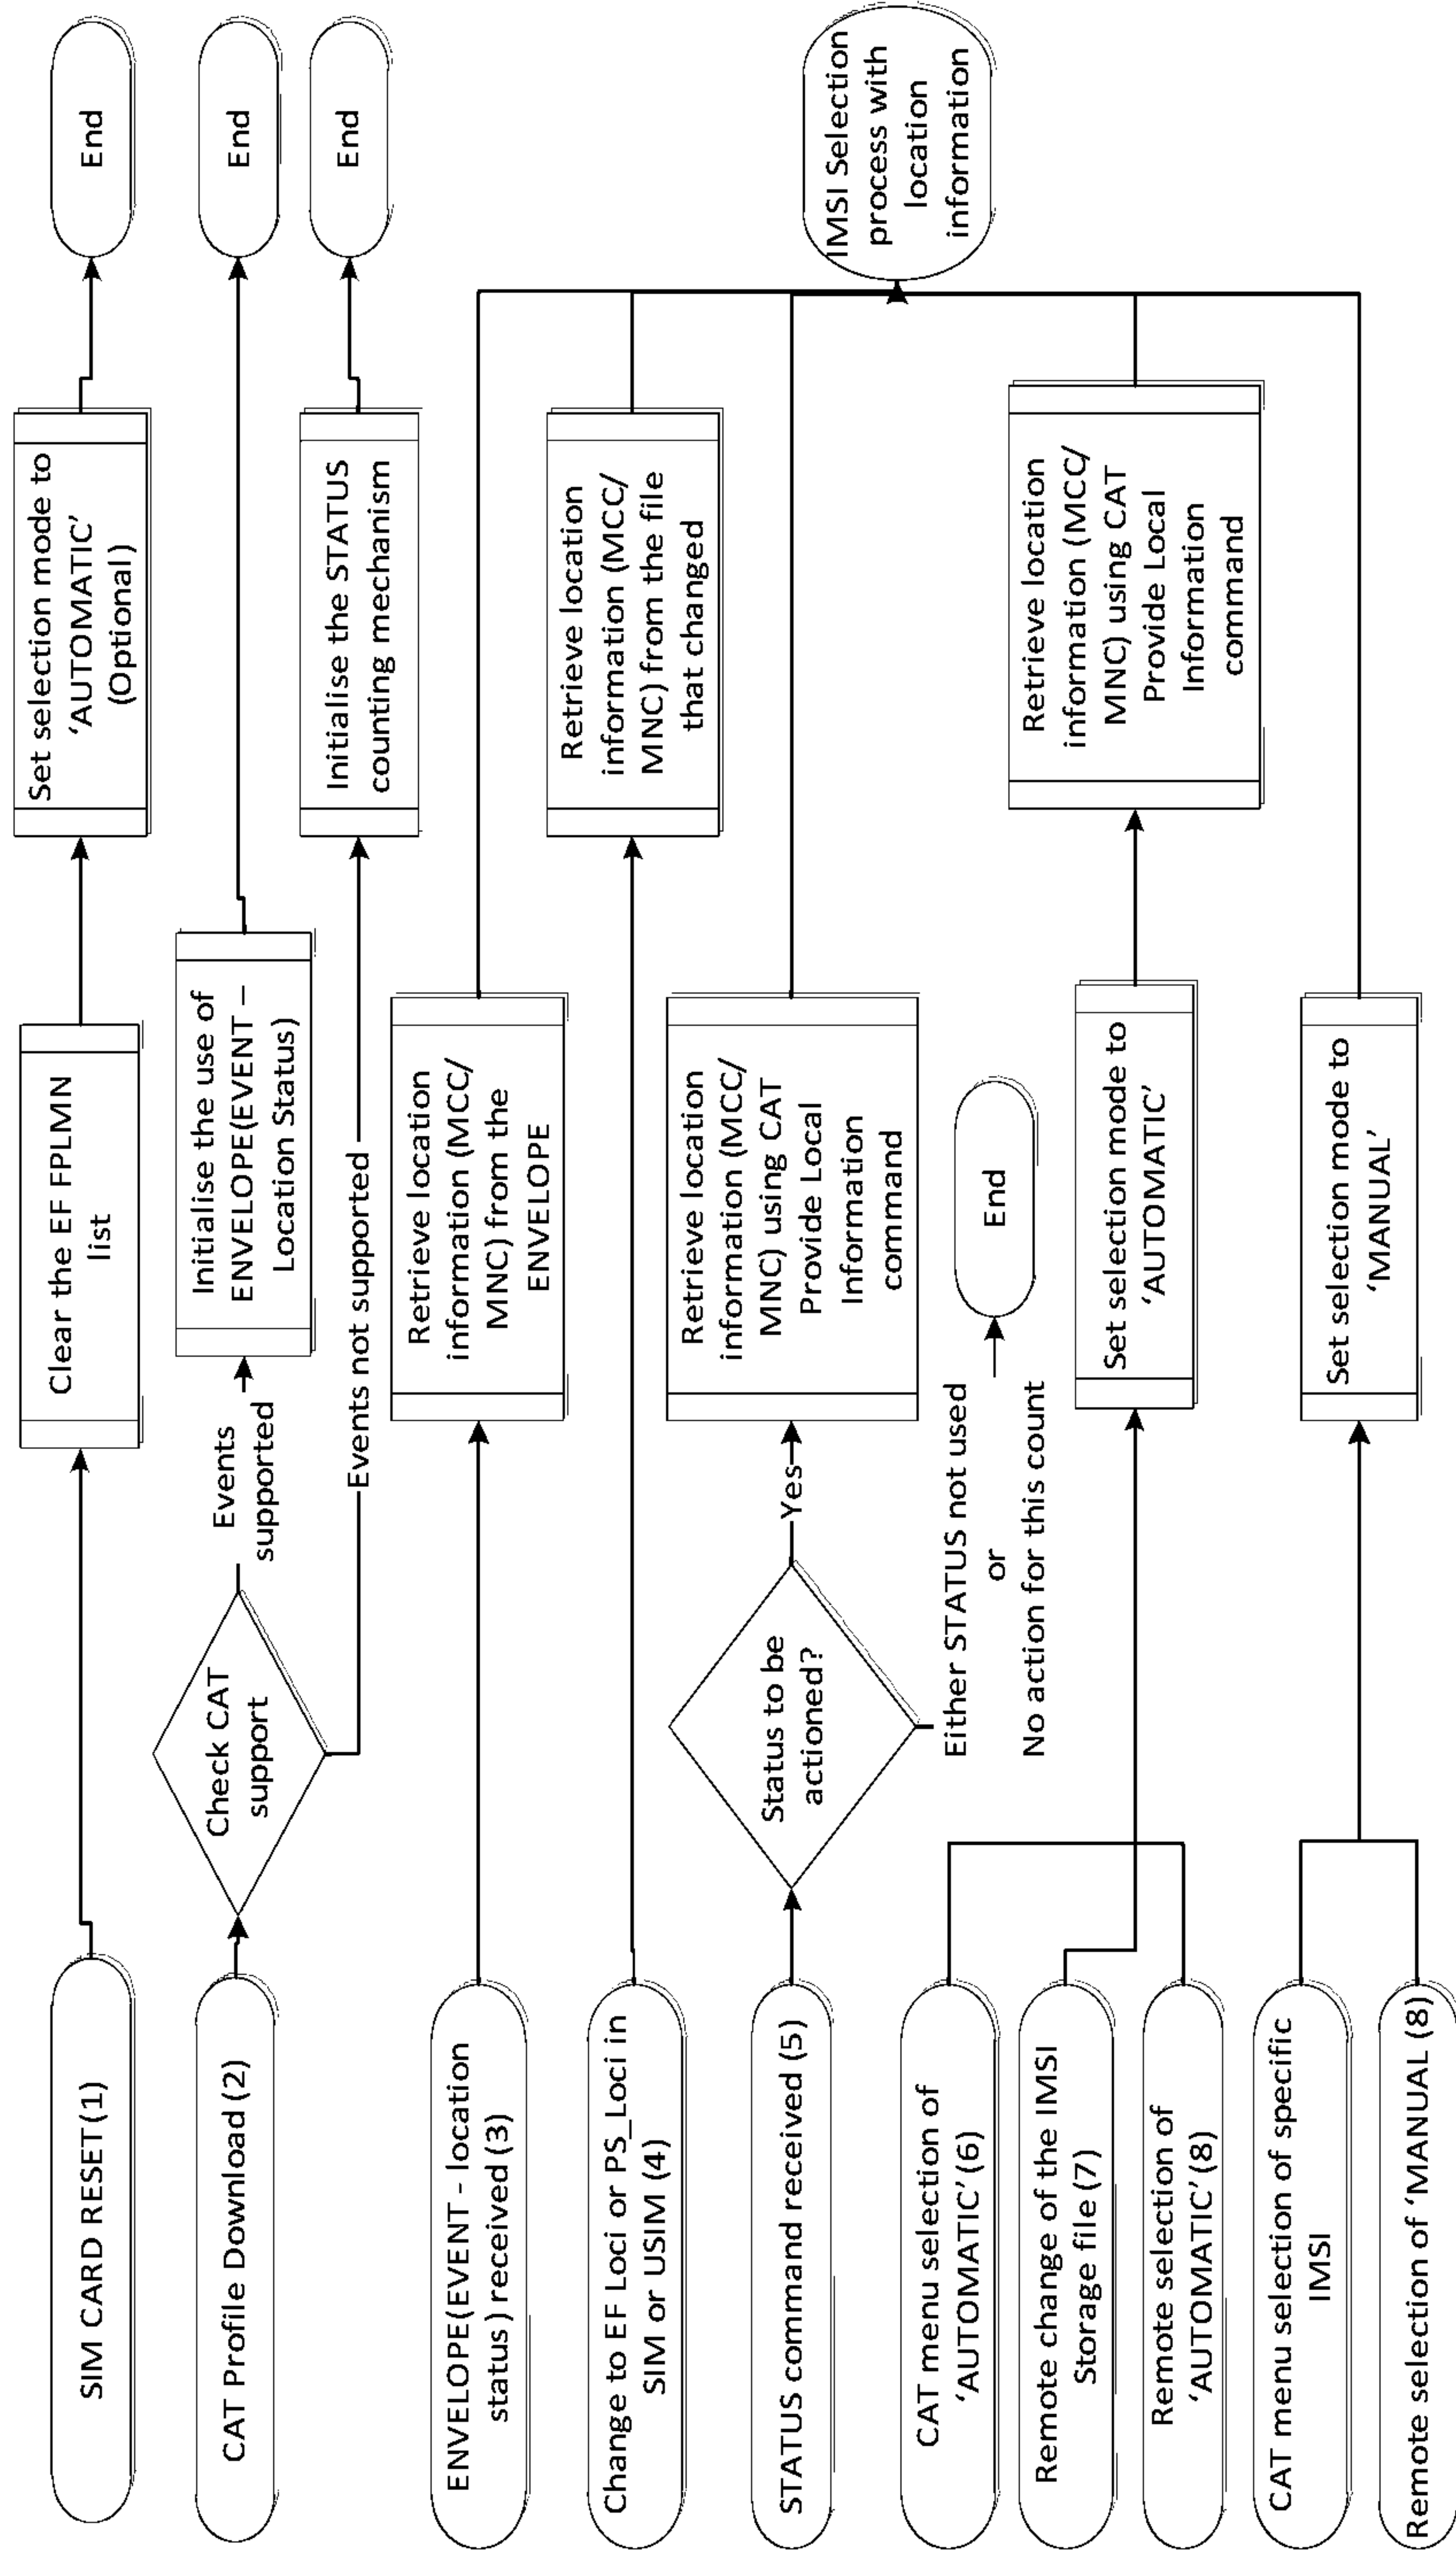 SIM CARD RESET(1)
Clear the EF FPLMN
list
Set selection mode to
‘AUTOMATIC’
(Optional)
End
CAT Profile Download (2)
Check CAT
support
Events
supported
Initialise the use of
ENVELOPE(EVENT –
Location Status)
End
Events not supported
Initialise the STATUS
counting mechanism
End
ENVELOPE(EVENT - location
status) received (3)
Retrieve location
information (MCC/
MNC) from the
ENVELOPE
Change to EF Loci or PS_Loci in
SIM or USIM (4)
Retrieve location
information (MCC/
MNC) from the file
that changed
STATUS command received (5)
Status to be
actioned?
Yes
Retrieve location
information (MCC/
MNC) using CAT
Provide Local
Information
command
Either STATUS not used
or
No action for this count
End
IMSI Selection
process with
location
information
CAT menu selection of
‘AUTOMATIC’ (6)
Remote change of the IMSI
Storage file (7)
Remote selection of
‘AUTOMATIC’ (8)
Set selection mode to
‘AUTOMATIC’
Retrieve location
information (MCC/
MNC) using CAT
Provide Local
Information
command
CAT menu selection of specific
IMSI
Remote selection of ‘MANUAL’ (8)
Set selection mode to
‘MANUAL’